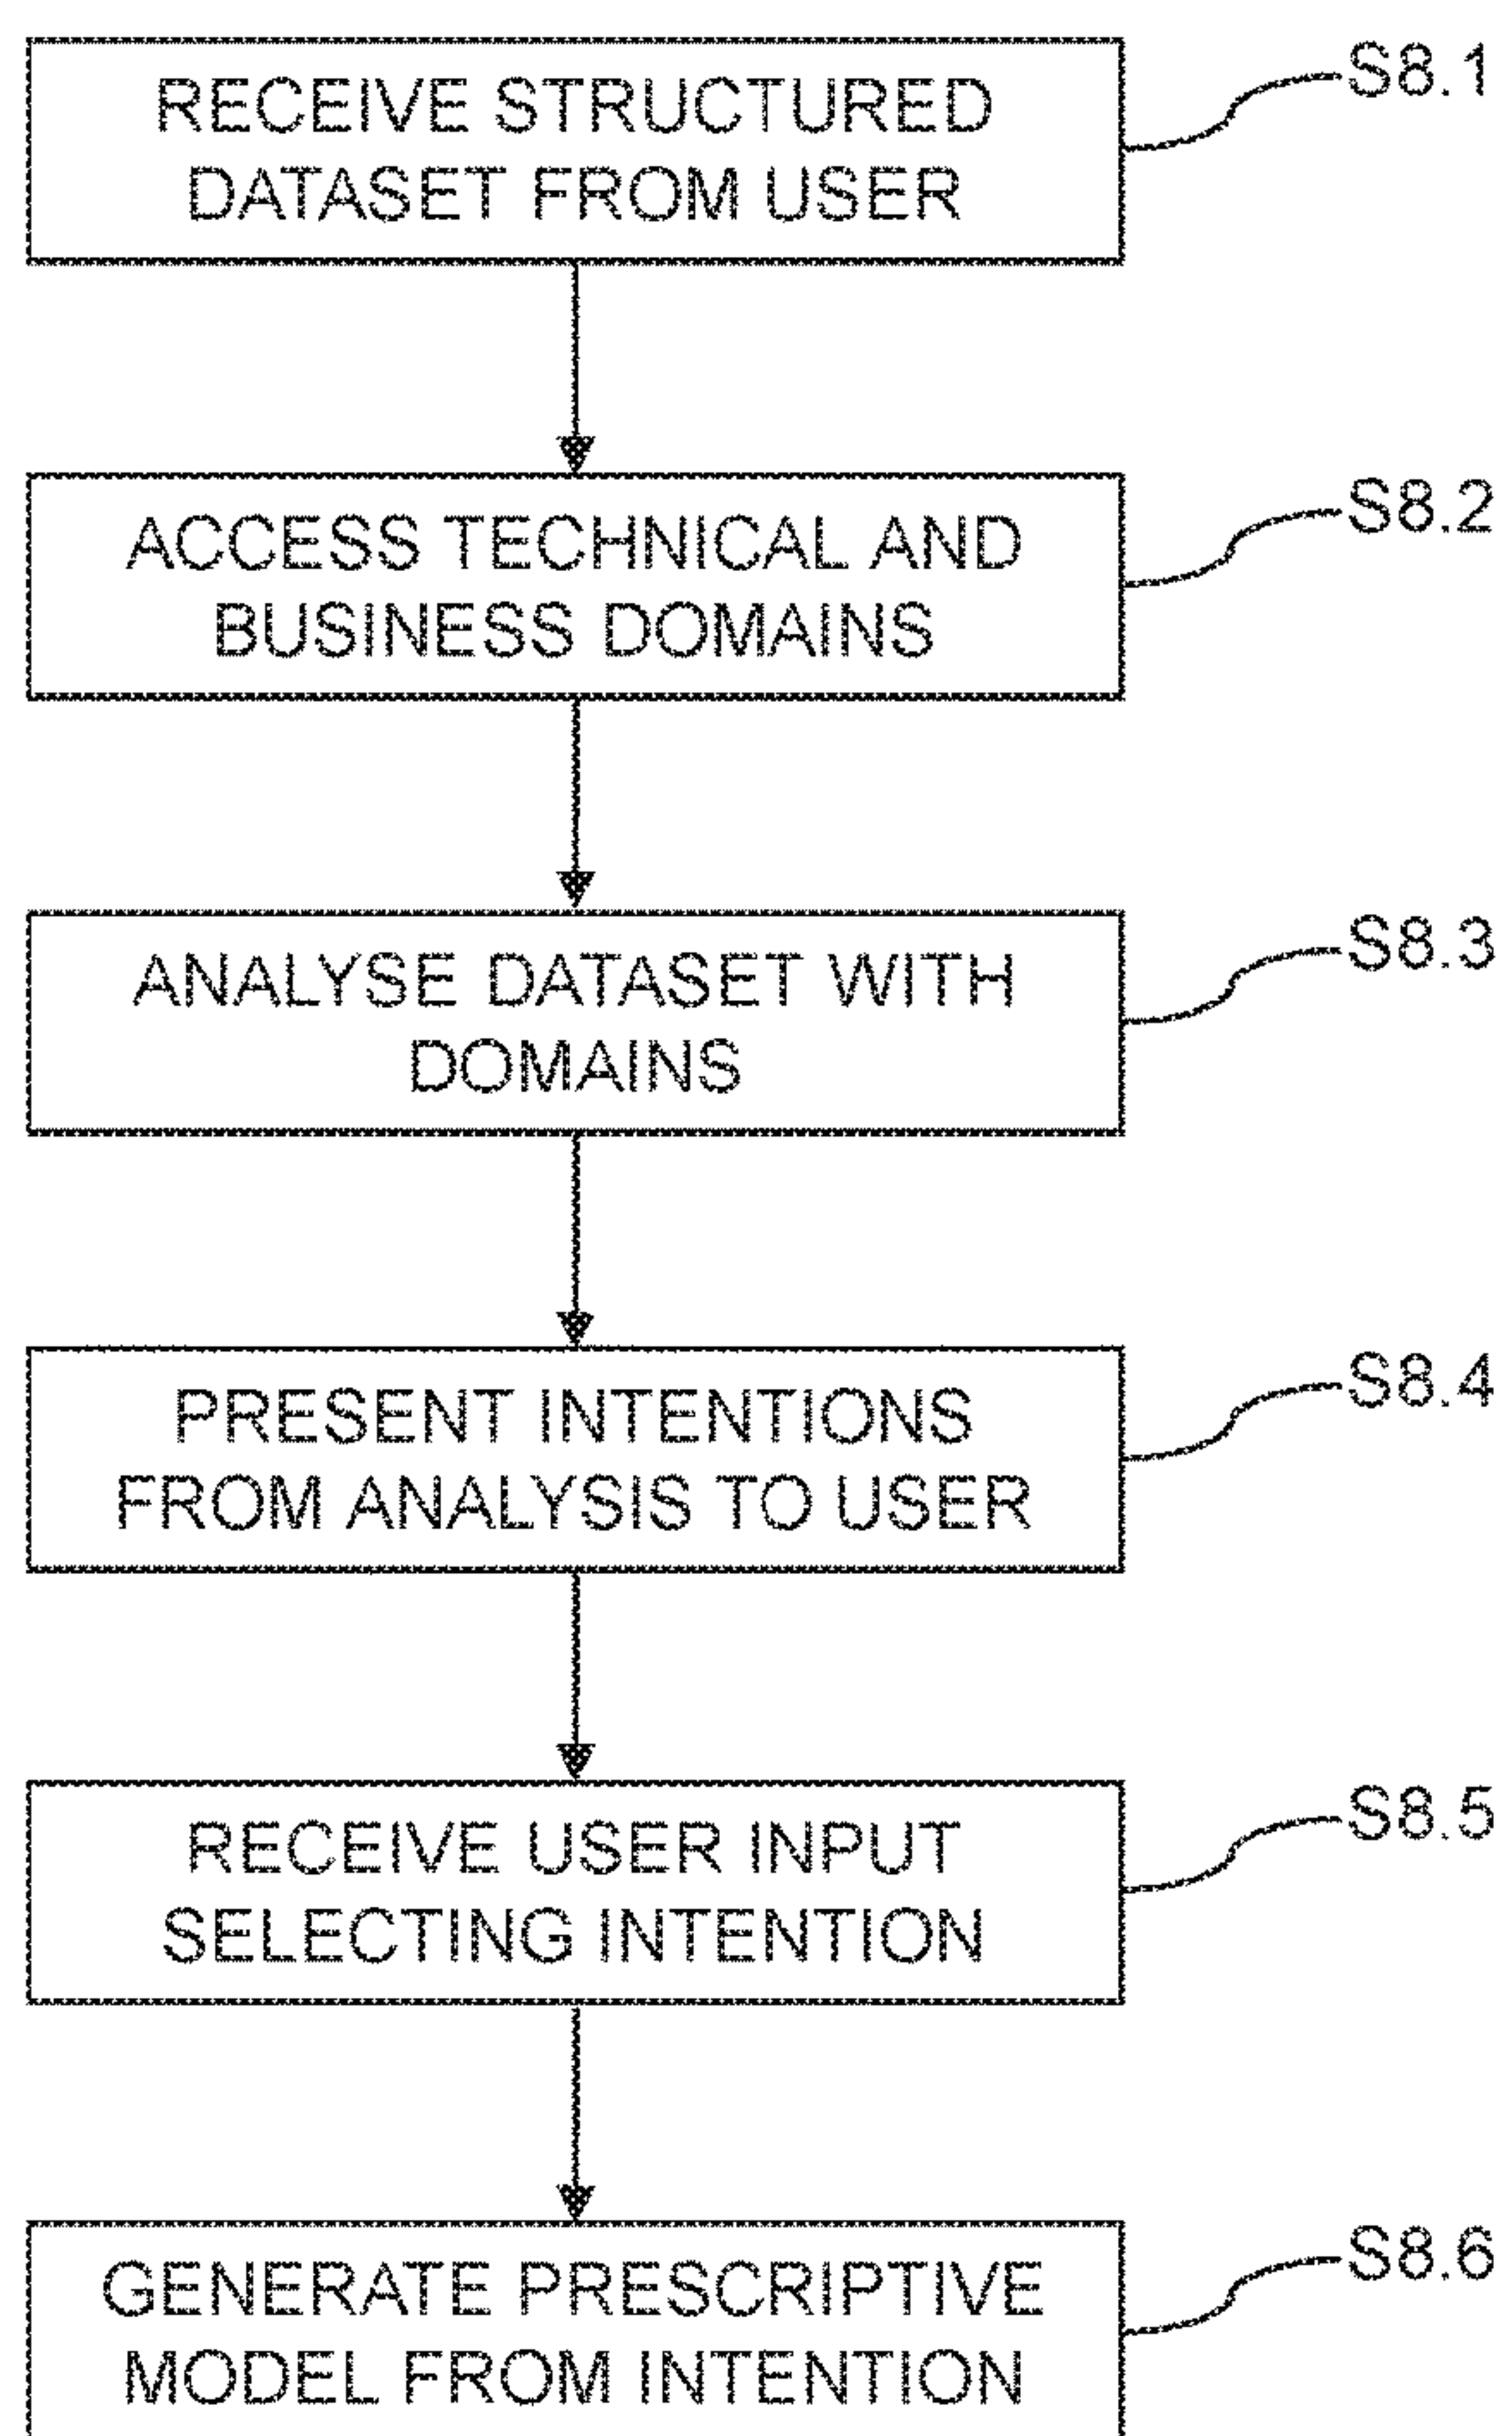 RECEIVE STRUCTURED
DATASET FROM USER
S8.1
ACCESS TECHNICAL AND
BUSINESS DOMAINS
S8.2
ANALYSE DATASET WITH
DOMAINS
S8.3
PRESENT INTENTIONS
FROM ANALYSIS TO USER
S8.4
RECEIVE USER INPUT
SELECTING INTENTION
S8.5
GENERATE PRESCRIPTIVE
MODEL FROM INTENTION
S8.6